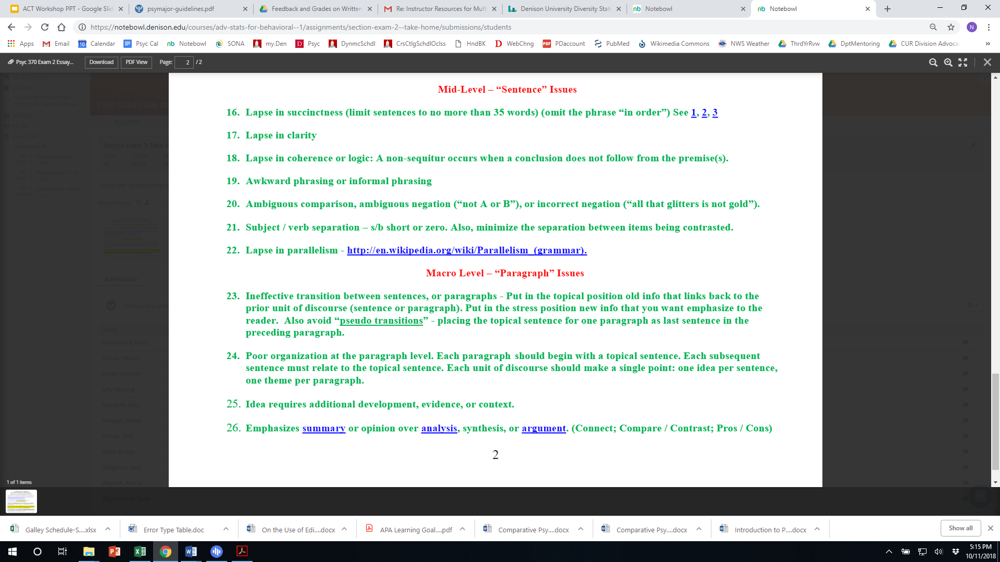 ACT Workshop PPT - Google Slid
psymajor-guidelines.pdf
Feedback and Grades on Written
Re: Instructor Resources for Mult
Denison University Diversity Stati
Notebowl
Notebowl
https://notebowl.denison.edu/courses/adv-stats-for-behavioral--1/assignments/section-exam-2--take-home/submissions/students
N
Apps
Email
Calendar
Psyc Cal
Notebowl
SONA
my.Den
Psyc
DynmcSchdl
CrsCtlgSchdlOclss
HndBK
WebChng
PDaccount
PubMed
Wikimedia Commons
NWS Weather
ThrdYrRvw
DptMentoring
CUR Division Advoca
»
Psyc 370 Exam 2 Essay... Download PDF View Page: 2 / 2
Mid-Level – “Sentence” Issues
16. Lapse in succinctness (limit sentences to no more than 35 words) (omit the phrase “in order”) See 1, 2, 3
17. Lapse in clarity
18. Lapse in coherence or logic: A non-sequitur occurs when a conclusion does not follow from the premise(s).
19. Awkward phrasing or informal phrasing
20. Ambiguous comparison, ambiguous negation (“not A or B”), or incorrect negation (“all that glitters is not gold”).
21. Subject / verb separation – s/b short or zero. Also, minimize the separation between items being contrasted.
22. Lapse in parallelism - http://en.wikipedia.org/wiki/Parallelism_(grammar).
Macro Level – “Paragraph” Issues
23. Ineffective transition between sentences, or paragraphs - Put in the topical position old info that links back to the
prior unit of discourse (sentence or paragraph). Put in the stress position new info that you want emphasize to the
reader. Also avoid “pseudo transitions” - placing the topical sentence for one paragraph as last sentence in the
preceding paragraph.
24. Poor organization at the paragraph level. Each paragraph should begin with a topical sentence. Each subsequent
sentence must relate to the topical sentence. Each unit of discourse should make a single point: one idea per sentence,
one theme per paragraph.
25. Idea requires additional development, evidence, or context.
26. Emphasizes summary or opinion over analysis, synthesis, or argument. (Connect; Compare / Contrast; Pros / Cons)
2
PSYC 370-01: Adv Sta
BULLETIN
Section Exam 2: Take-H
75
Please see the attached for th
Attachments
Submissions
Grades are publish
Name
1 of 1 items
Galley Schedule-S....xlsx
Error Type Table.doc
On the Use of Edi....docx
APA Learning Goal....pdf
Comparative Psy....docx
Comparative Psy....docx
Introduction to P....docx
Show all
5:15 PM
10/11/2018